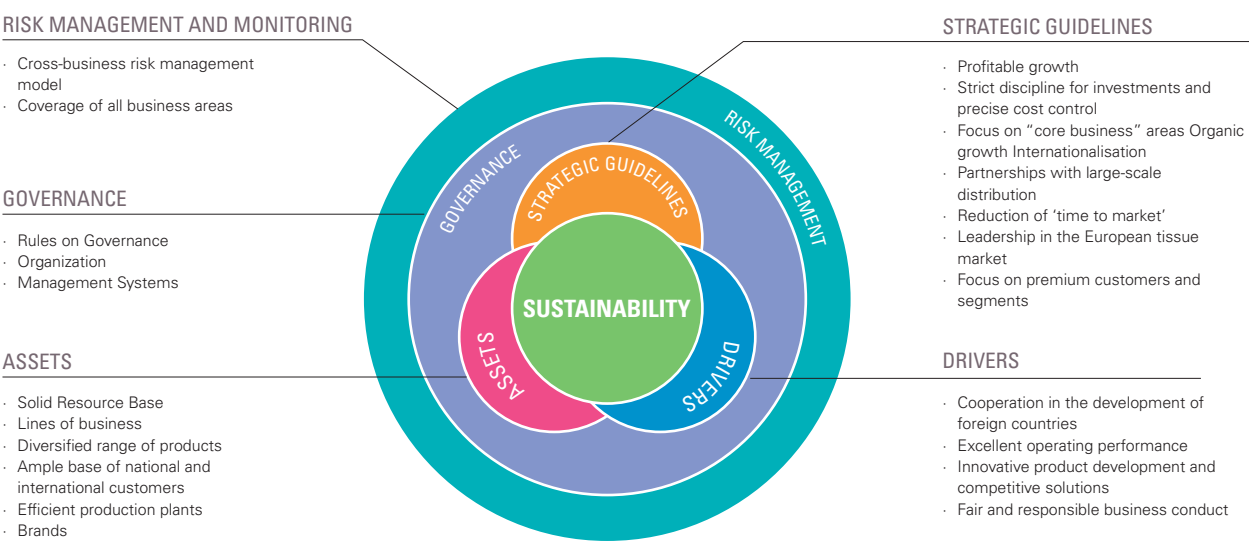 RISK MANAGEMENT AND MONITORING
· Cross-business risk management
model
· Coverage of all business areas
GOVERNANCE
· Rules on Governance
· Organization
· Management Systems
ASSETS
· Solid Resource Base
· Lines of business
· Diversified range of products
· Ample base of national and
international customers
· Efficient production plants
· Brands
RISK MANAGEMENT
GOVERNANCE
STRATEGIC GUIDELINES
SUSTAINABILITY
ASSETS
DRIVERS
STRATEGIC GUIDELINES
· Profitable growth
· Strict discipline for investments and
precise cost control
· Focus on “core business” areas Organic
growth Internationalisation
· Partnerships with large-scale
distribution
· Reduction of ‘time to market’
· Leadership in the European tissue
market
· Focus on premium customers and
segments
DRIVERS
· Cooperation in the development of
foreign countries
· Excellent operating performance
· Innovative product development and
competitive solutions
· Fair and responsible business conduct